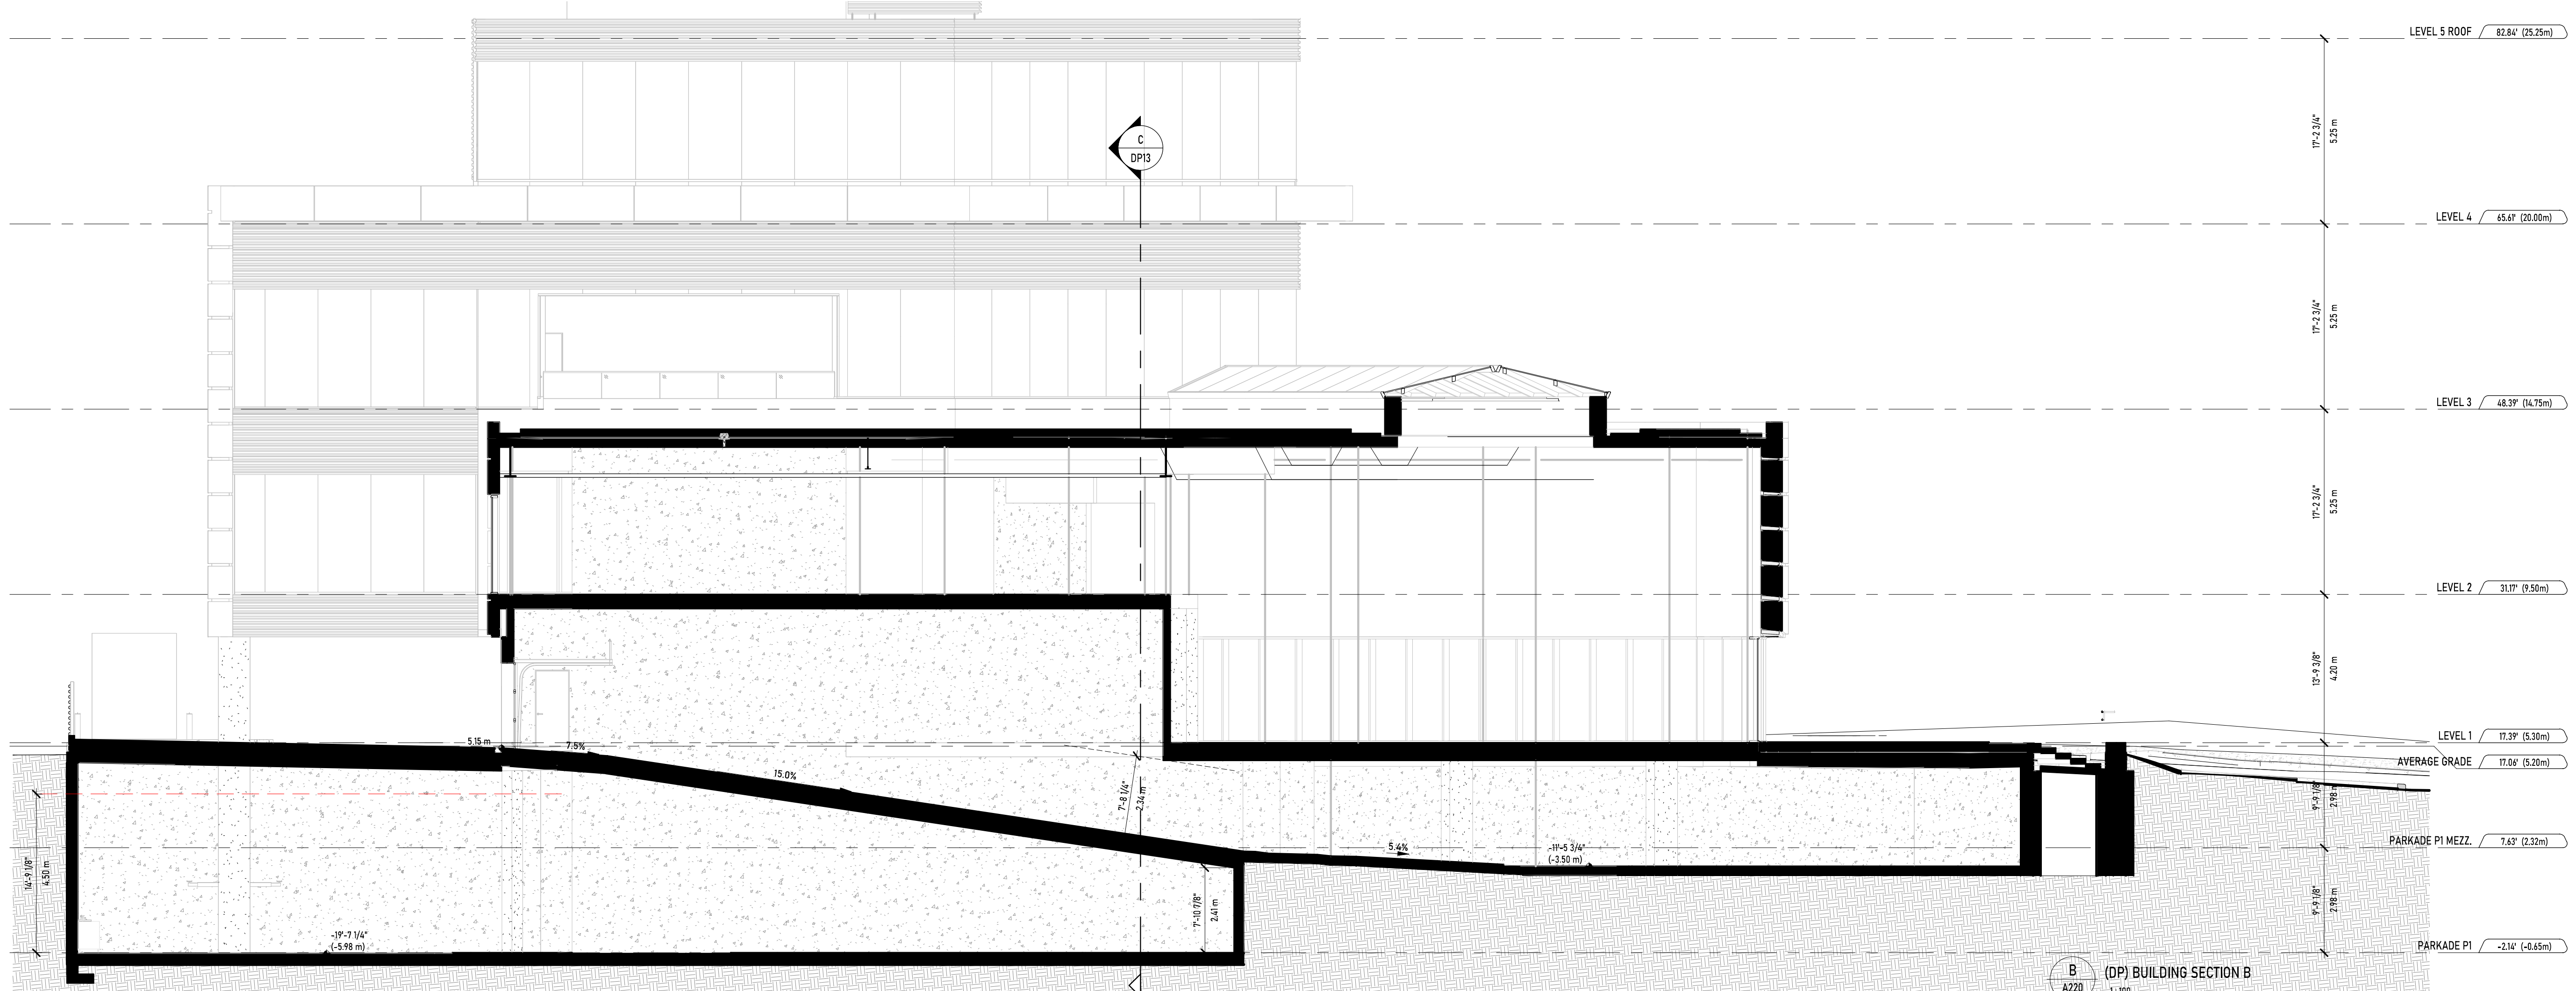 LEVEL 5 ROOF 82.84' (25.25m)
17'-2 3/4"
5.25 m
C
DP13
LEVEL 4 65.61' (20.00m)
17'-2 3/4"
5.25 m
LEVEL 3 48.39' (14.75m)
17'-2 3/4"
5.25 m
LEVEL 2 31.17' (9.50m)
13'-9 3/8"
4.20 m
LEVEL 1 17.39' (5.30m)
5.15 m
7.5%
AVERAGE GRADE 17.06' (5.20m)
15.0%
7'-8 1/4"
2.34 m
9'-9 1/8"
2.98 m
PARKADE P1 MEZZ. 7.63' (2.32m)
5.4%
-11'-5 3/4"
(-3.50 m)
14'-9 1/8"
4.50 m
7'-10 7/8"
2.41 m
9'-9 1/8"
2.98 m
-19'-7 1/4"
(-5.98 m)
PARKADE P1 -2.14' (-0.65m)
B
A220
(DP) BUILDING SECTION B
1 : 100